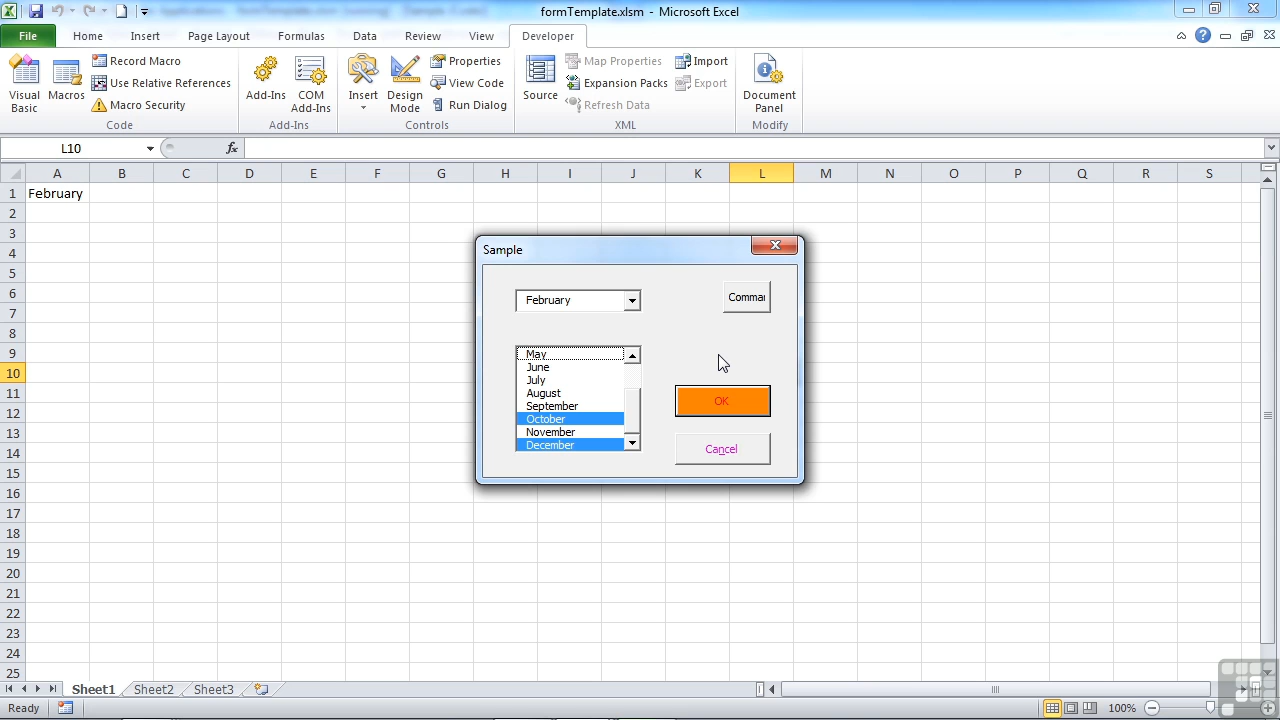 formTemplate.xlsm - Microsoft Excel
File Home Insert Page Layout Formulas Data Review View Developer
Visual Basic
Macros
Record Macro
Use Relative References
Macro Security
Code
Add-Ins
COM Add-Ins
Add-Ins
Insert
Design Mode
Properties
View Code
Run Dialog
Controls
Source
Map Properties
Expansion Packs
Refresh Data
Import
Export
XML
Document Panel
Modify
L10
fx
A B C D E F G H I J K L M N O P Q R S
1 February
2
3
4
5
6
7
8
9
10
11
12
13
14
15
16
17
18
19
20
21
22
23
24
25
Sample
February
Commar
May
June
July
August
September
October
November
December
OK
Cancel
Sheet1 Sheet2 Sheet3
Ready
100%